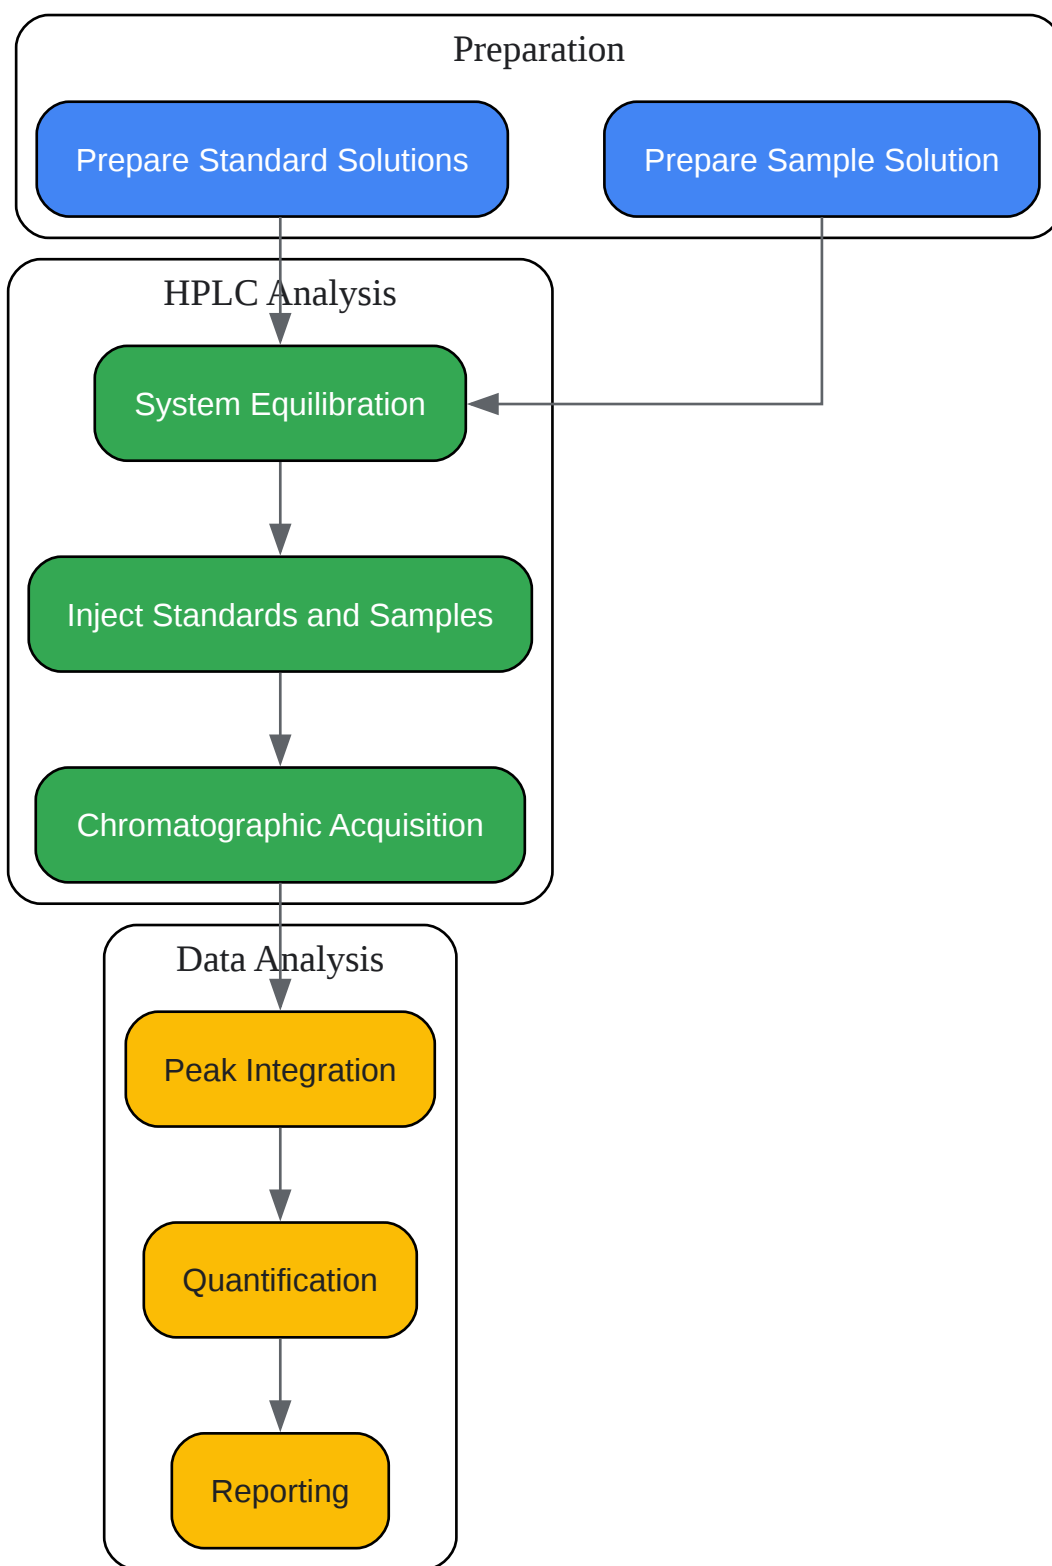 Preparation
Prepare Standard Solutions
Prepare Sample Solution
HPLC Analysis
System Equilibration
Inject Standards and Samples
Chromatographic Acquisition
Data Analysis
Peak Integration
Quantification
Reporting